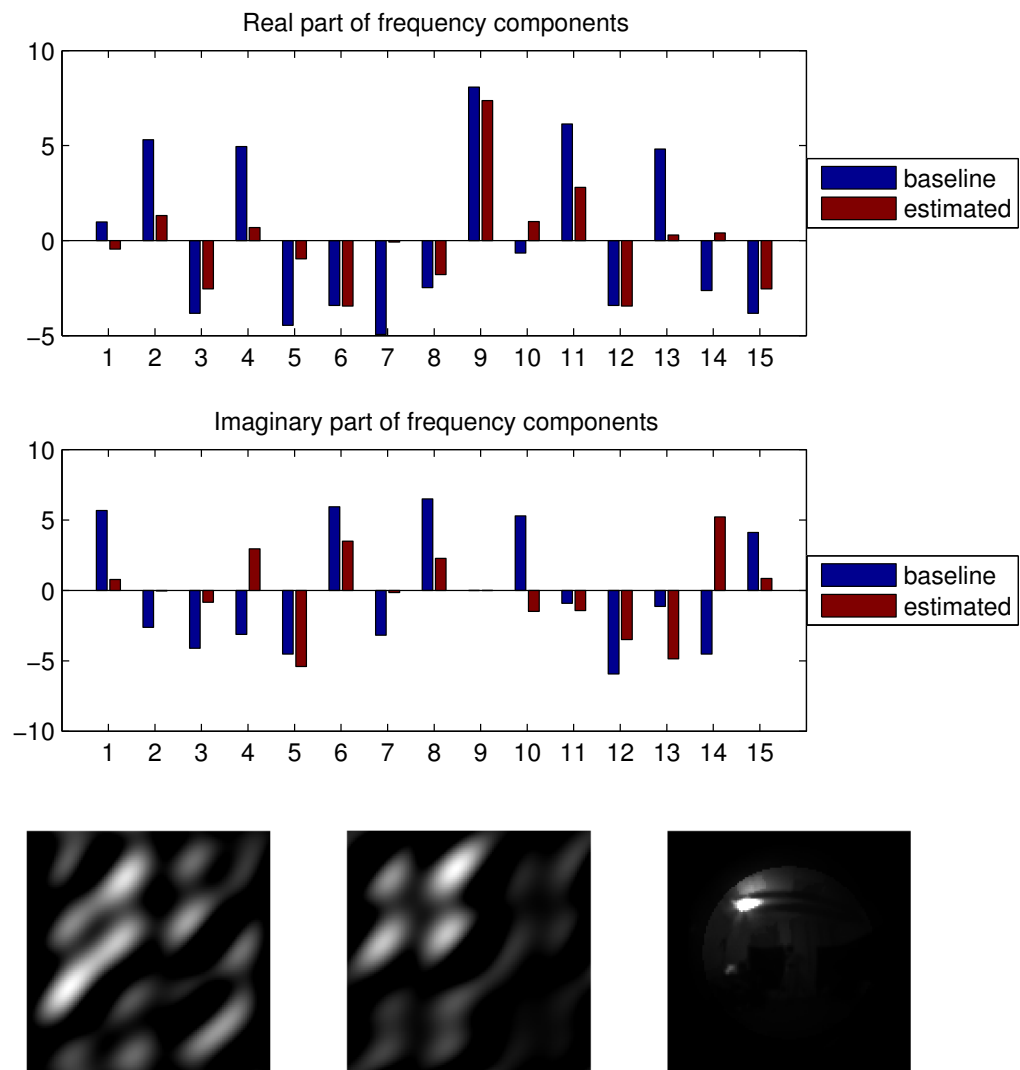 Real part of frequency components
10
5
0
−5
1 2 3 4 5 6 7 8 9 10 11 12 13 14 15
baseline
estimated
Imaginary part of frequency components
10
5
0
−5
−10
1 2 3 4 5 6 7 8 9 10 11 12 13 14 15
baseline
estimated